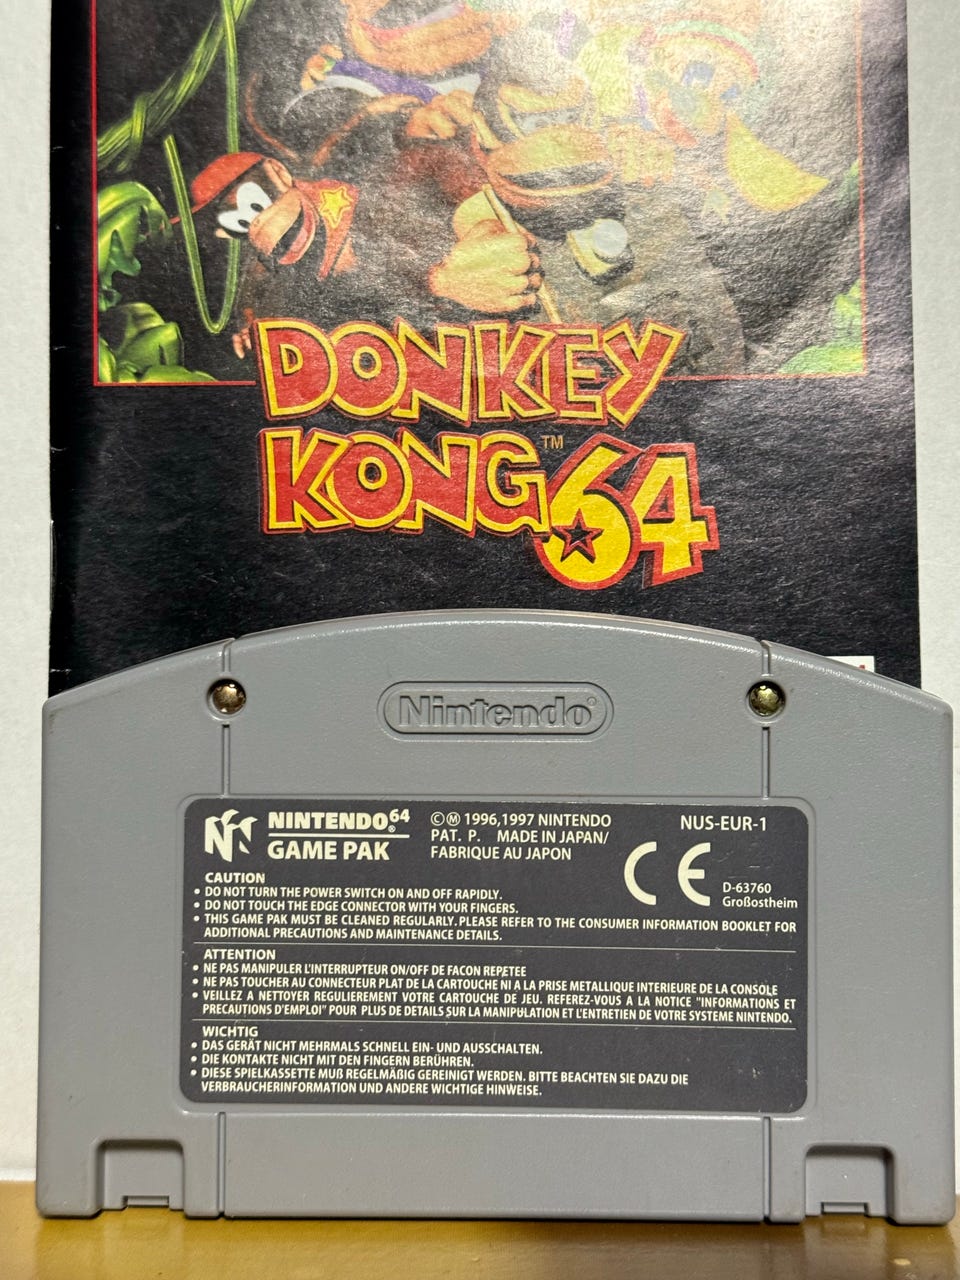 DONKEY
KONG™
64
Nintendo®
NINTENDO64®
GAME PAK
©Ⓜ 1996,1997 NINTENDO
PAT. P. MADE IN JAPAN/
FABRIQUE AU JAPON
NUS-EUR-1
CE
D-63760
Großostheim
CAUTION
• DO NOT TURN THE POWER SWITCH ON AND OFF RAPIDLY.
• DO NOT TOUCH THE EDGE CONNECTOR WITH YOUR FINGERS.
• THIS GAME PAK MUST BE CLEANED REGULARLY. PLEASE REFER TO THE CONSUMER INFORMATION BOOKLET FOR
ADDITIONAL PRECAUTIONS AND MAINTENANCE DETAILS.
ATTENTION
• NE PAS MANIPULER L'INTERRUPTEUR ON/OFF DE FACON REPETEE
• NE PAS TOUCHER AU CONNECTEUR PLAT DE LA CARTOUCHE NI A LA PRISE METALLIQUE INTERIEURE DE LA CONSOLE
• VEILLEZ A NETTOYER REGULIEREMENT VOTRE CARTOUCHE DE JEU. REFEREZ-VOUS A LA NOTICE "INFORMATIONS ET
PRECAUTIONS D'EMPLOI" POUR PLUS DE DETAILS SUR LA MANIPULATION ET L'ENTRETIEN DE VOTRE SYSTEME NINTENDO.
WICHTIG
• DAS GERÄT NICHT MEHRMALS SCHNELL EIN- UND AUSSCHALTEN.
• DIE KONTAKTE NICHT MIT DEN FINGERN BERÜHREN.
• DIESE SPIELKASSETTE MUß REGELMÄßIG GEREINIGT WERDEN. BITTE BEACHTEN SIE DAZU DIE
VERBRAUCHERINFORMATION UND ANDERE WICHTIGE HINWEISE.